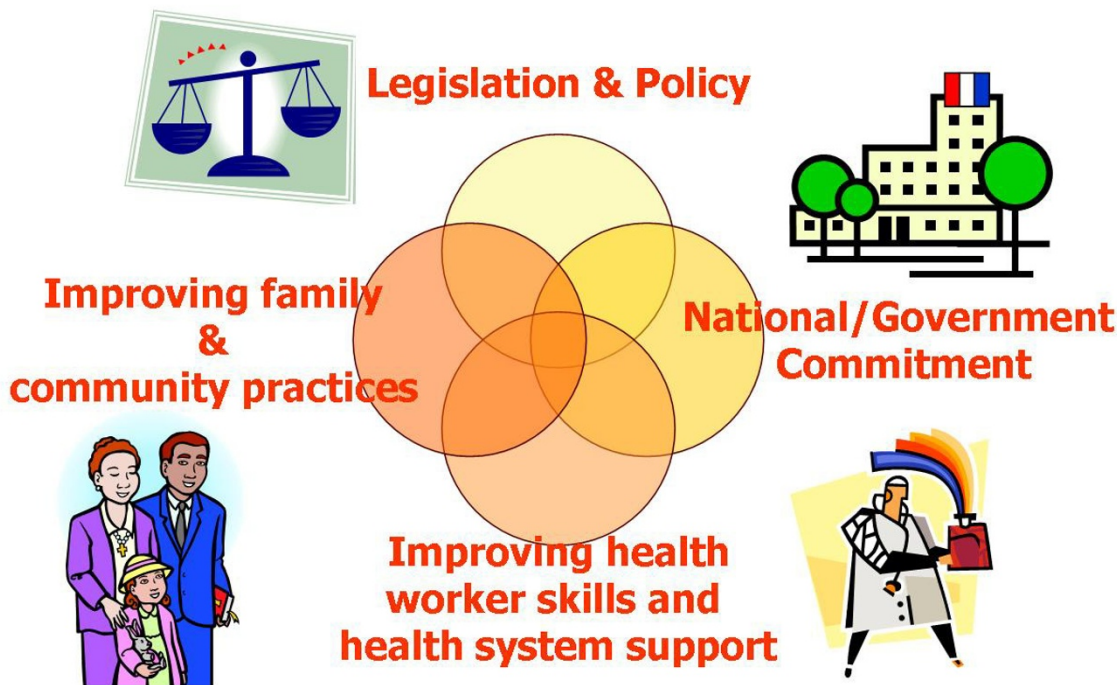 Legislation & Policy
Improving family
&
community practices
National/Government
Commitment
Improving health
worker skills and
health system support